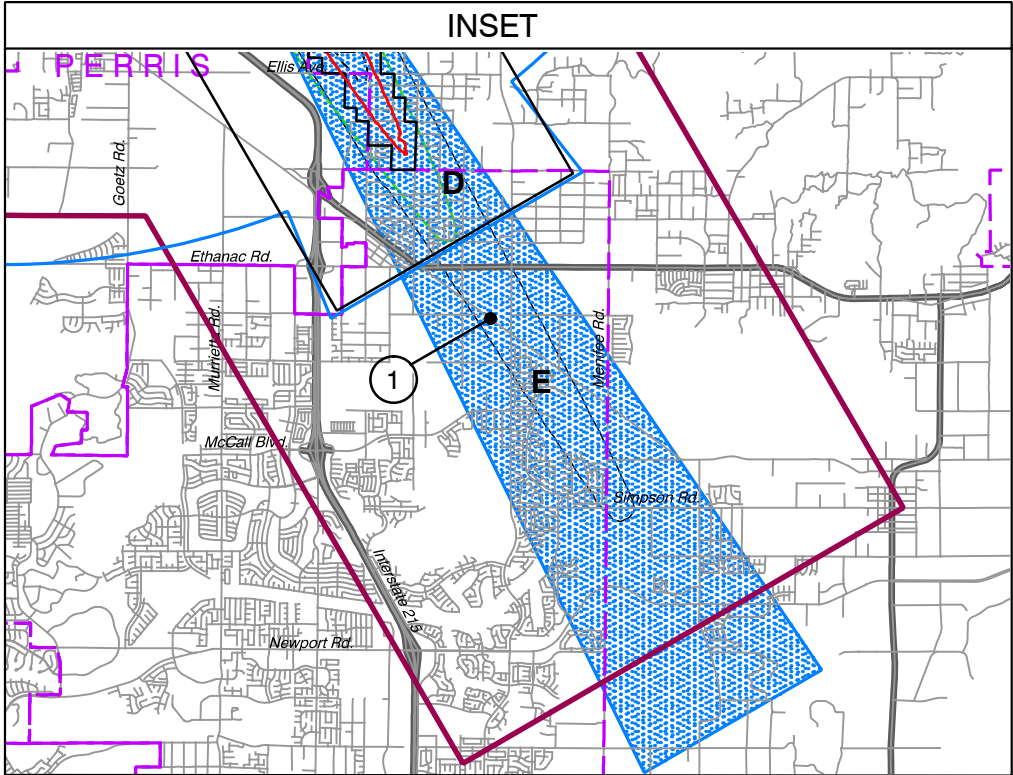 INSET
PERRIS
Ellis Ave.
Goetz Rd.
D
Ethanac Rd.
Murrieta Rd.
Menifee Rd.
1
E
McCall Blvd.
Simpson Rd.
Interstate 215
Newport Rd.